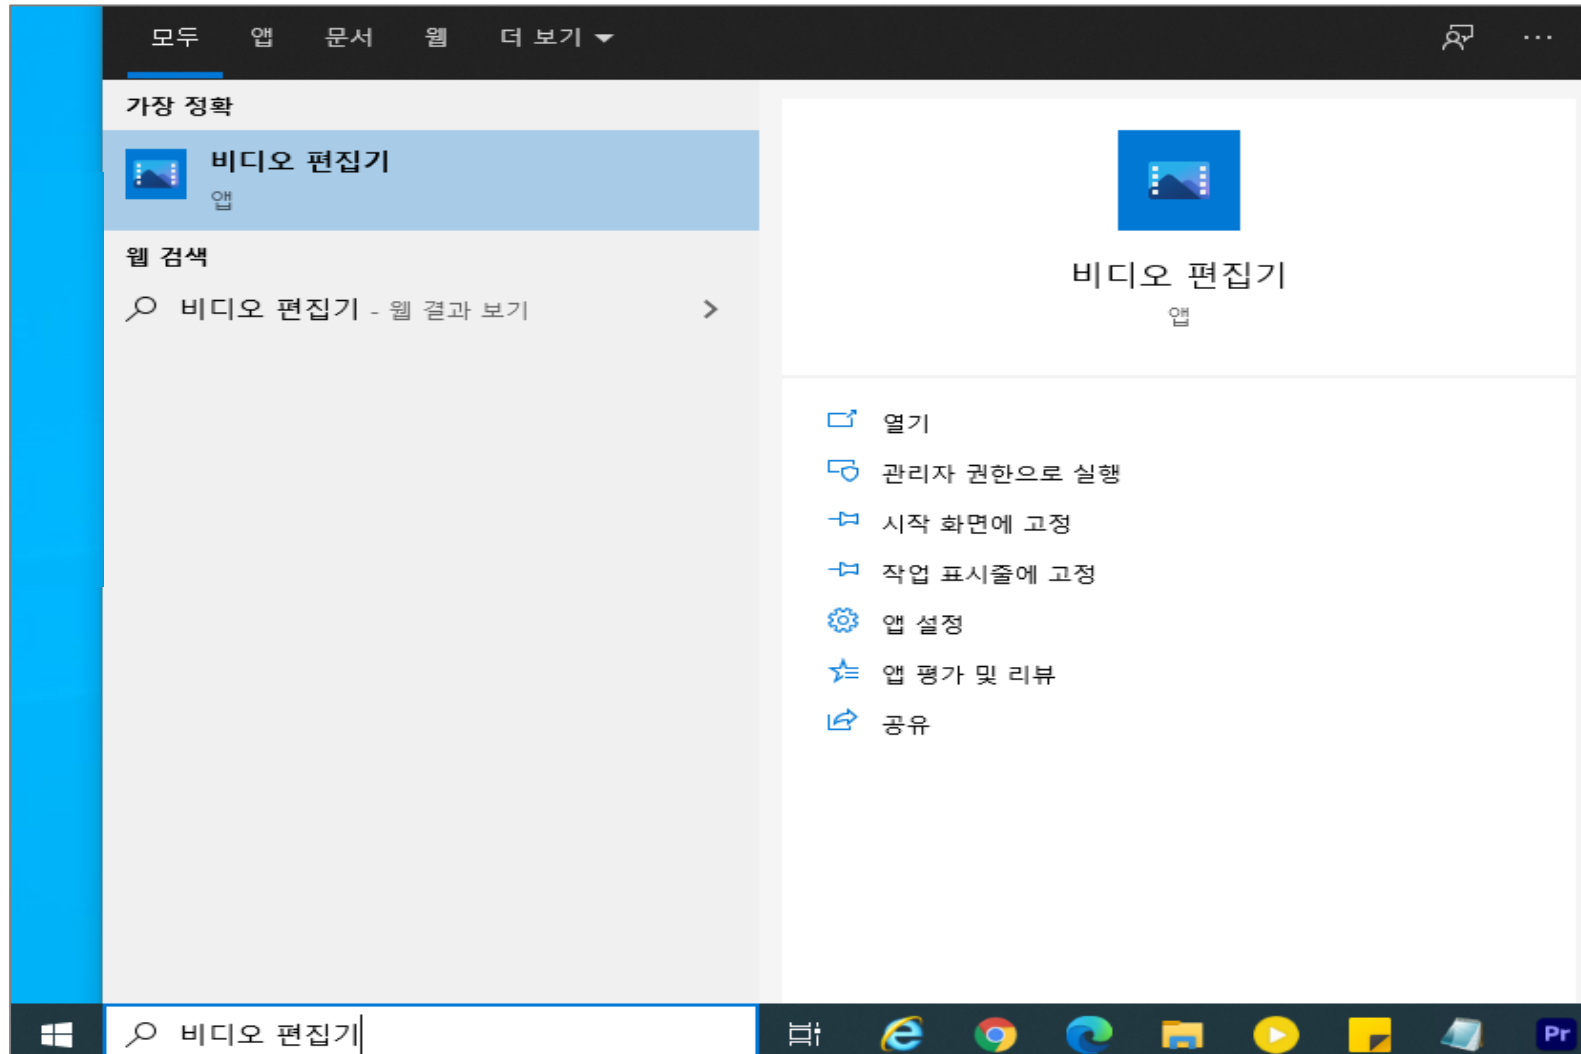 모두 앱 문서 웹 더 보기
가장 정확
비디오 편집기
앱
웹 검색
비디오 편집기 - 웹 결과 보기
비디오 편집기
앱
열기
관리자 권한으로 실행
시작 화면에 고정
작업 표시줄에 고정
앱 설정
앱 평가 및 리뷰
공유
비디오 편집기
Pr